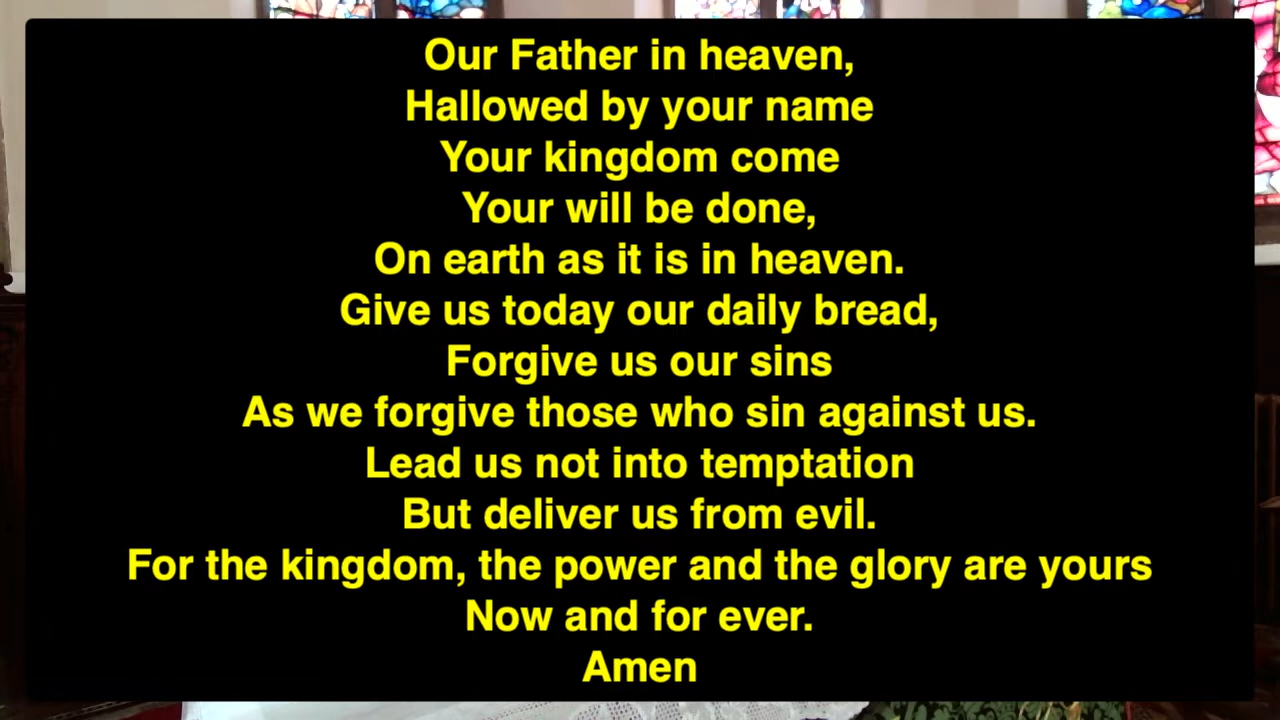 Our Father in heaven,
Hallowed by your name
Your kingdom come
Your will be done,
On earth as it is in heaven.
Give us today our daily bread,
Forgive us our sins
As we forgive those who sin against us.
Lead us not into temptation
But deliver us from evil.
For the kingdom, the power and the glory are yours
Now and for ever.
Amen